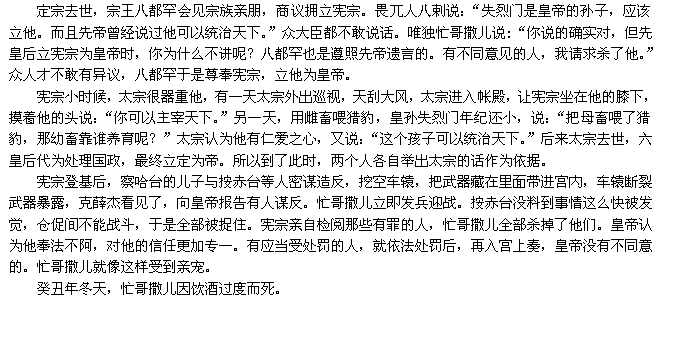 定宗去世，宗王八都罕会见宗族亲朋，商议拥立宪宗。畏兀人八剌说：“失烈门是皇帝的孙子，应该
立他。而且先帝曾经说过他可以统治天下。”众大臣都不敢说话。唯独忙哥撒儿说：“你说的确实对，但先
皇后立定宗为皇帝时，你为什么不讲呢？八都罕也是遵照先帝遗言的。有不同意见的人，我请求杀了他。”
众人才不敢有异议，八都罕于是尊奉宪宗，立他为皇帝。
宪宗小时候，太宗很器重他，有一天太宗外出巡视，天刮大风，太宗进入帐殿，让宪宗坐在他的膝下，
摸着他的头说：“你可以主宰天下。”另一天，用雌畜喂猎豹，皇孙失烈门年纪还小，说：“把母畜喂了猎
豹，那幼畜靠谁养育呢？”太宗认为他有仁爱之心，又说：“这个孩子可以统治天下。”后来太宗去世，六
皇后代为处理国政，最终立定为帝。所以到了此时，两个人各自举出太宗的话作为依据。
宪宗登基后，察哈台的儿子与按赤台等人密谋造反，挖空车辕，把武器藏在里面带进宫内，车辕断裂
武器暴露，克薛杰看见了，向皇帝报告有人谋反。忙哥撒儿立即发兵迎战。按赤台没料到事情这么快被发
觉，仓促间不能战斗，于是全部被捉住。宪宗亲自检阅那些有罪的人，忙哥撒儿全部杀掉了他们。皇帝认
为他奉法不阿，对他的信任更加专一。有应当受处罚的人，就依法处罚后，再入宫上奏，皇帝没有不同意
的。忙哥撒儿就像这样受到亲宠。
癸丑年冬天，忙哥撒儿因饮酒过度而死。